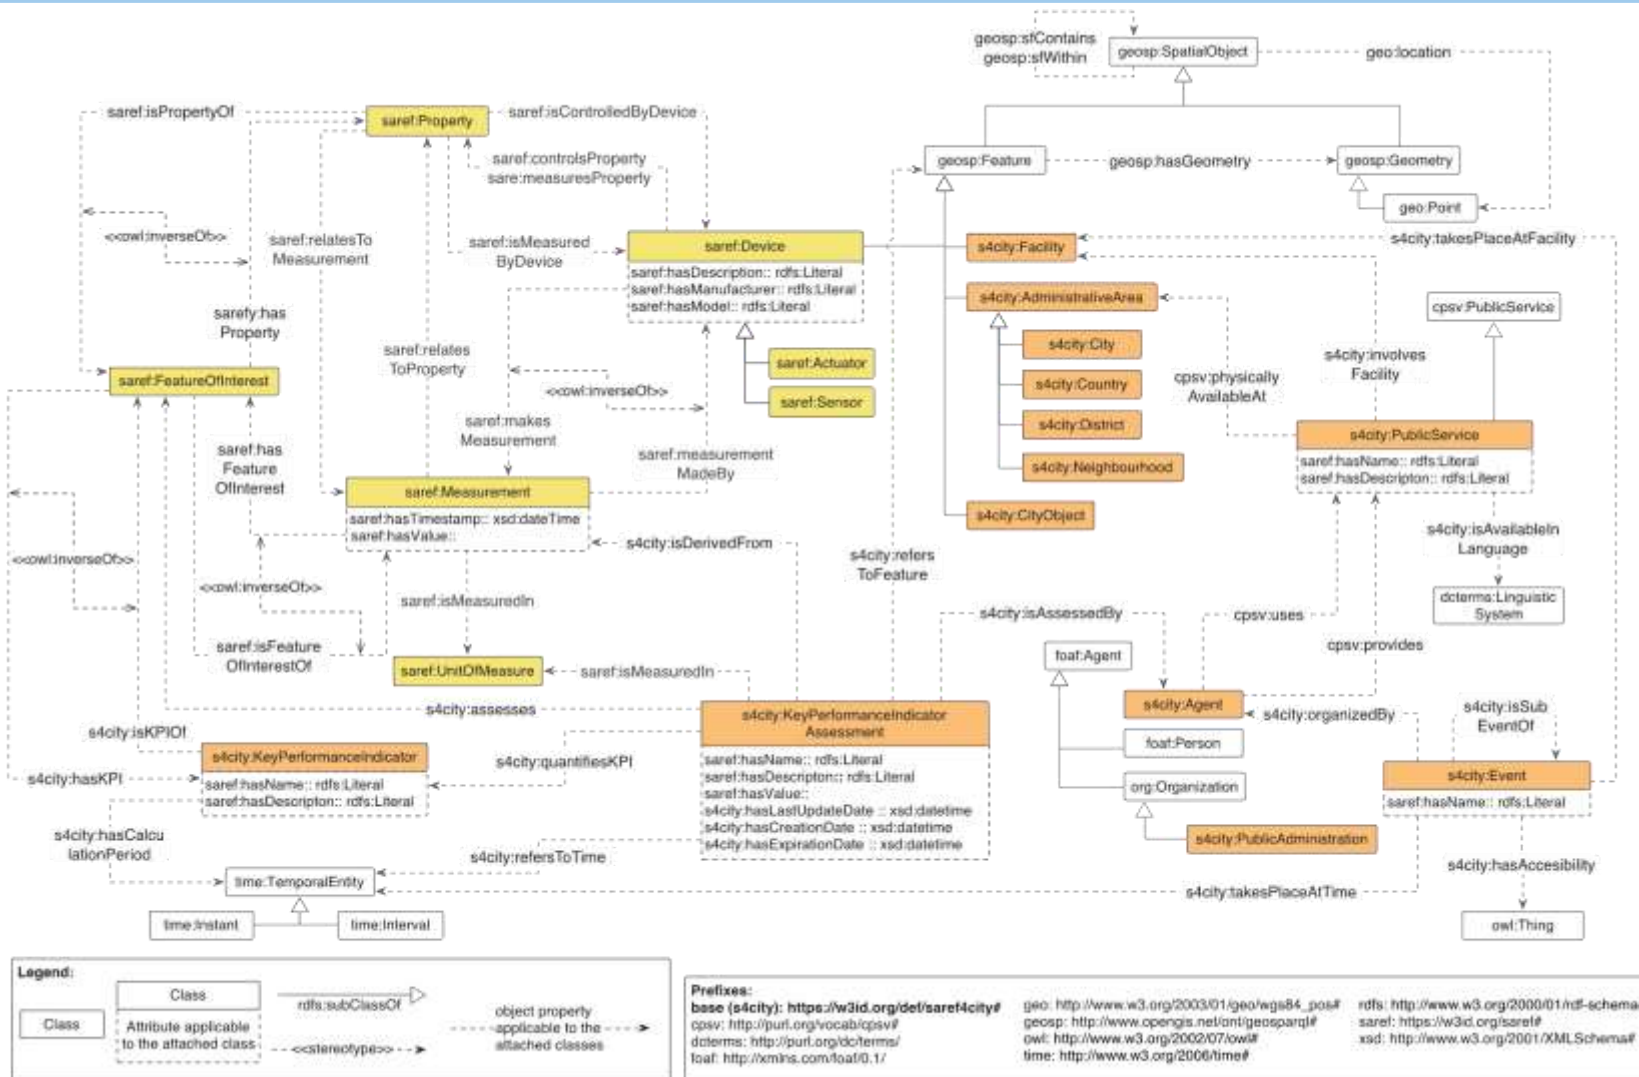 geosp:sfContains
geosp:sfWithin
geosp:SpatialObject
geo:location
saref:isPropertyOf
saref:Property
saref:isControlledByDevice
saref:controlsProperty
sare:measuresProperty
geosp:Feature
geosp:hasGeometry
geosp:Geometry
geo:Point
<<owl:inverseOf>>
saref:relatesTo
Measurement
saref:isMeasured
ByDevice
saref:Device
saref:hasDescription:: rdfs:Literal
saref:hasManufacturer:: rdfs:Literal
saref:hasModel:: rdfs:Literal
s4city:Facility
s4city:takesPlaceAtFacility
s4city:AdministrativeArea
cpsv:PublicService
sarefy:has
Property
saref:relates
ToProperty
saref:Actuator
saref:Sensor
<<owl:inverseOf>>
s4city:City
s4city:Country
s4city:District
s4city:Neighbourhood
s4city:CityObject
cpsv:physically
AvailableAt
s4city:involves
Facility
saref:FeatureOfInterest
saref:makes
Measurement
saref:measurement
MadeBy
saref:has
Feature
OfInterest
s4city:PublicService
saref:hasName:: rdfs:Literal
saref:hasDescripton:: rdfs:Literal
saref:Measurement
saref:hasTimestamp:: xsd:dateTime
saref:hasValue::
s4city:isDerivedFrom
s4city:refers
ToFeature
s4city:isAvailableIn
Language
dcterms:Linguistic
System
<<owl:inverseOf>>
<<owl:inverseOf>>
saref:isMeasuredIn
s4city:isAssessedBy
cpsv:uses
cpsv:provides
saref:isFeature
OfInterestOf
saref:UnitOfMeasure
saref:isMeasuredIn
foaf:Agent
s4city:Agent
foaf:Person
org:Organization
s4city:PublicAdministration
s4city:organizedBy
s4city:isSub
EventOf
s4city:Event
saref:hasName:: rdfs:Literal
s4city:assesses
s4city:KeyPerformanceIndicator
Assessment
saref:hasName:: rdfs:Literal
saref:hasDescripton:: rdfs:Literal
saref:hasValue::
s4city:hasLastUpdateDate :: xsd:datetime
s4city:hasCreationDate :: xsd:datetime
s4city:hasExpirationDate :: xsd:datetime
s4city:isKPIOf
s4city:KeyPerformanceIndicator
saref:hasName:: rdfs:Literal
saref:hasDescripton:: rdfs:Literal
s4city:quantifiesKPI
s4city:hasKPI
s4city:hasCalcu
lationPeriod
s4city:refersToTime
time:TemporalEntity
s4city:takesPlaceAtTime
s4city:hasAccesibility
owl:Thing
time:Instant
time:Interval
Legend:
Class
Class
Attribute applicable
to the attached class
rdfs:subClassOf
<<stereotype>>
object property
applicable to the
attached classes
Prefixes:
base (s4city): https://w3id.org/def/saref4city#
cpsv: http://purl.org/vocab/cpsv#
dcterms: http://purl.org/dc/terms/
foaf: http://xmlns.com/foaf/0.1/
geo: http://www.w3.org/2003/01/geo/wgs84_pos#
geosp: http://www.opengis.net/ont/geosparql#
owl: http://www.w3.org/2002/07/owl#
time: http://www.w3.org/2006/time#
rdfs: http://www.w3.org/2000/01/rdf-schema
saref: https://w3id.org/saref#
xsd: http://www.w3.org/2001/XMLSchema#